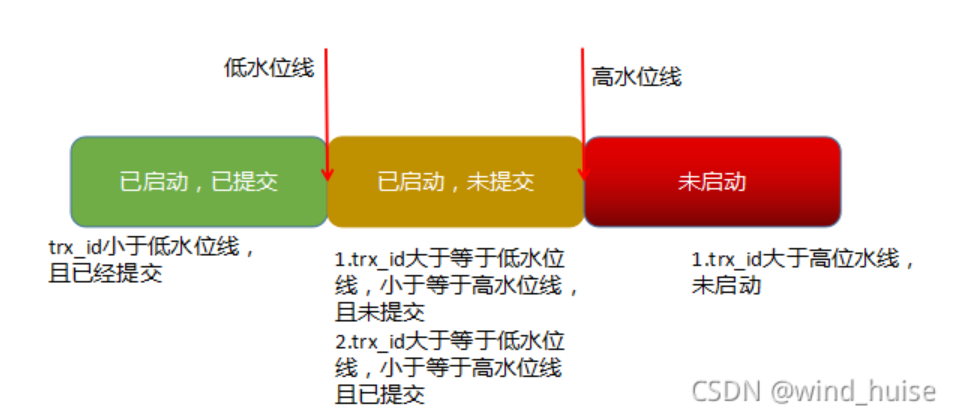 低水位线
高水位线
已启动，已提交
已启动，未提交
未启动
trx_id小于低水位线，
且已经提交
1.trx_id大于等于低水位
线，小于等于高水位线，
且未提交
2.trx_id大于等于低水位
线，小于等于高水位线
且已提交
1.trx_id大于高位水线，
未启动
CSDN @wind_huise